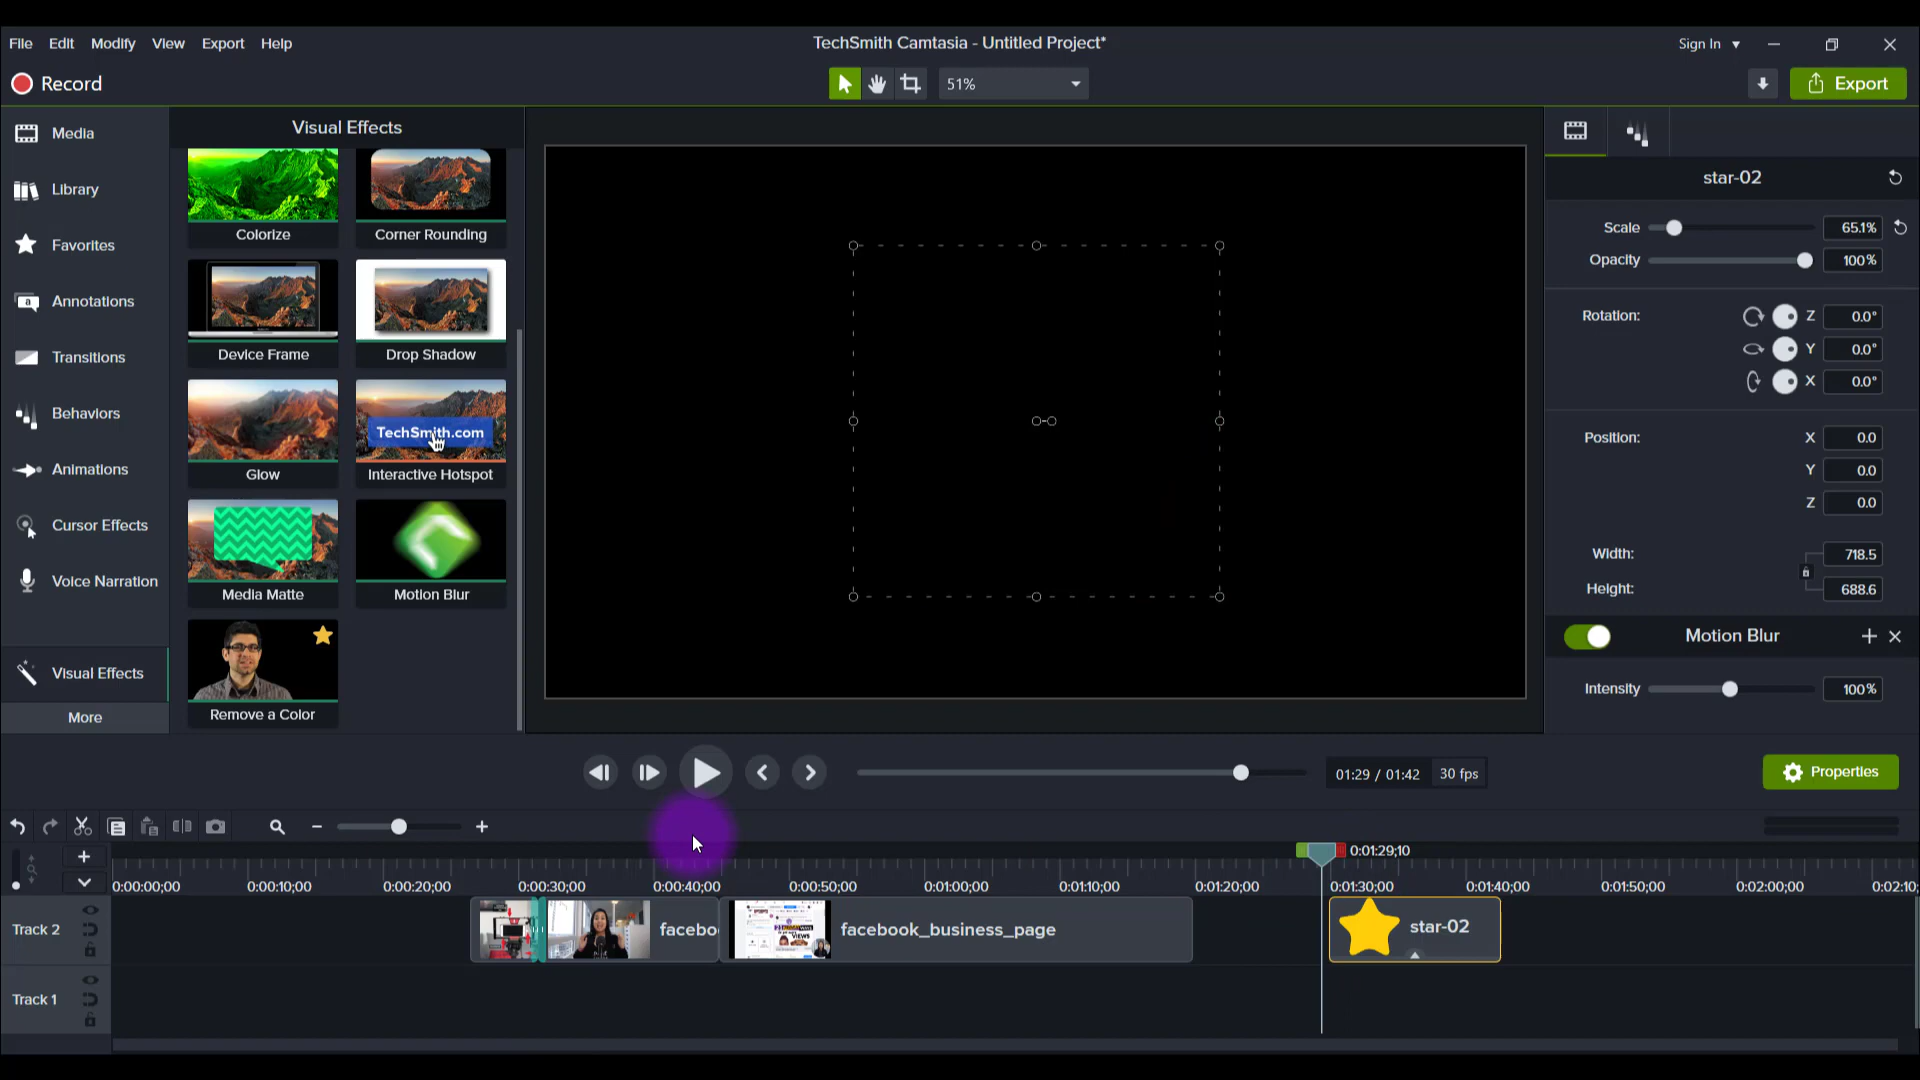 File Edit Modify View Export Help
TechSmith Camtasia - Untitled Project*
Sign In
Record
51%
Export
Media
Library
Favorites
Annotations
Transitions
Behaviors
Animations
Cursor Effects
Voice Narration
Visual Effects
More
Visual Effects
Colorize
Corner Rounding
Device Frame
Drop Shadow
Glow
TechSmith.com
Interactive Hotspot
Media Matte
Motion Blur
Remove a Color
star-02
Scale 65.1%
Opacity 100%
Rotation: Z 0.0°
Y 0.0°
X 0.0°
Position: X 0.0
Y 0.0
Z 0.0
Width: 718.5
Height: 688.6
Motion Blur
Intensity 100%
01:29 / 01:42 30 fps
Properties
0:01:29;10
0:00:00;00 0:00:10;00 0:00:20;00 0:00:30;00 0:00:40;00 0:00:50;00 0:01:00;00 0:01:10;00 0:01:20;00 0:01:30;00 0:01:40;00 0:01:50;00 0:02:00;00 0:02:10;
Track 2
facebo
facebook_business_page
star-02
Track 1